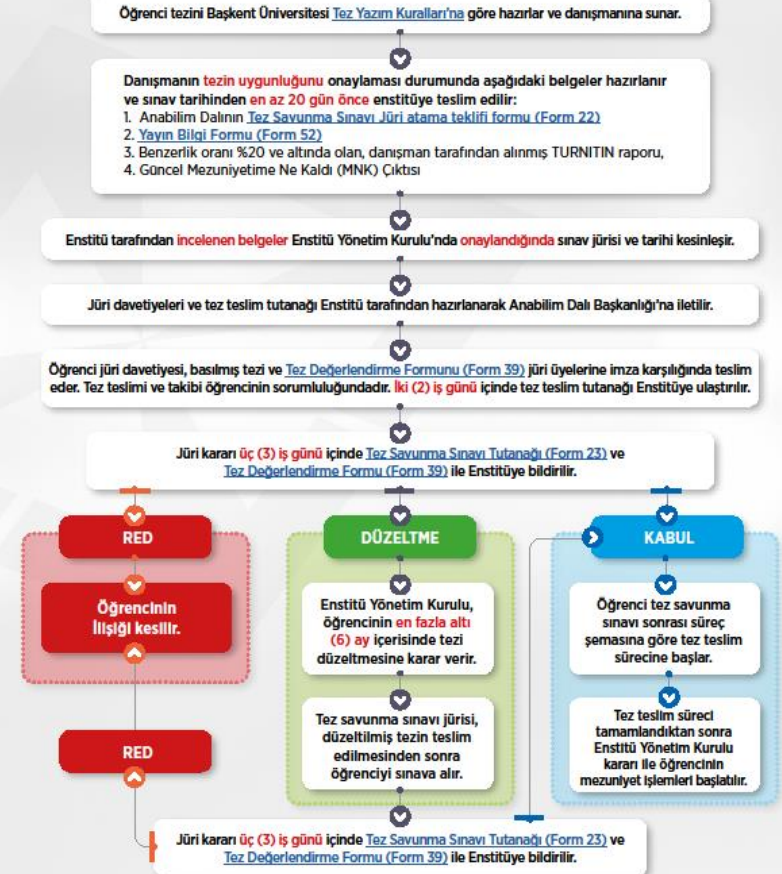 Öğrenci tezini Başkent Üniversitesi Tez Yazım Kuralları'na göre hazırlar ve danışmanına sunar.
Danışmanın tezin uygunluğunu onaylaması durumunda aşağıdaki belgeler hazırlanır
ve sınav tarihinden en az 20 gün önce enstitüye teslim edilir:
1. Anabilim Dalının Tez Savunma Sınavı Jüri atama teklifi formu (Form 22)
2. Yayın Bilgi Formu (Form 52)
3. Benzerlik oranı %20 ve altında olan, danışman tarafından alınmış TURNITIN raporu,
4. Güncel Mezuniyetime Ne Kaldı (MNK) Çıktısı
Enstitü tarafından incelenen belgeler Enstitü Yönetim Kurulu'nda onaylandığında sınav jürisi ve tarihi kesinleşir.
Jüri davetiyeleri ve tez teslim tutanağı Enstitü tarafından hazırlanarak Anabilim Dalı Başkanlığı'na iletilir.
Öğrenci jüri davetiyesi, basılmış tezi ve Tez Değerlendirme Formunu (Form 39) jüri üyelerine imza karşılığında teslim
eder. Tez teslimi ve takibi öğrencinin sorumluluğundadır. İki (2) iş günü içinde tez teslim tutanağı Enstitüye ulaştırılır.
Jüri kararı üç (3) iş günü içinde Tez Savunma Sınavı Tutanağı (Form 23) ve
Tez Değerlendirme Formu (Form 39) ile Enstitüye bildirilir.
RED
Öğrencinin
İlişiği kesilir.
RED
DÜZELTME
Enstitü Yönetim Kurulu,
öğrencinin en fazla altı
(6) ay içerisinde tezi
düzeltmesine karar verir.
Tez savunma sınavı jürisi,
düzeltilmiş tezin teslim
edilmesinden sonra
öğrenciyi sınava alır.
KABUL
Öğrenci tez savunma
sınavı sonrası süreç
şemasına göre tez teslim
sürecine başlar.
Tez teslim süreci
tamamlandıktan sonra
Enstitü Yönetim Kurulu
kararı ile öğrencinin
mezuniyet işlemleri başlatılır.
Jüri kararı üç (3) iş günü içinde Tez Savunma Sınavı Tutanağı (Form 23) ve
Tez Değerlendirme Formu (Form 39) ile Enstitüye bildirilir.